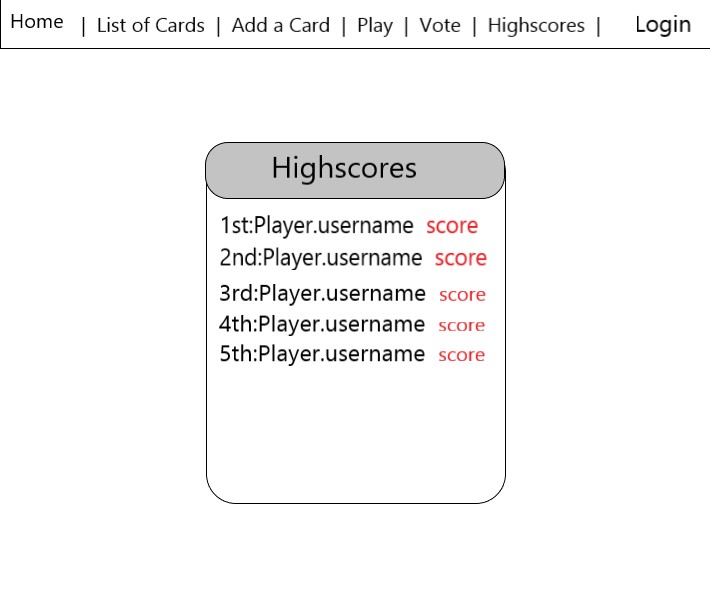 Home | List of Cards | Add a Card | Play | Vote | Highscores | Login
Highscores
1st:Player.username score
2nd:Player.username score
3rd:Player.username score
4th:Player.username score
5th:Player.username score